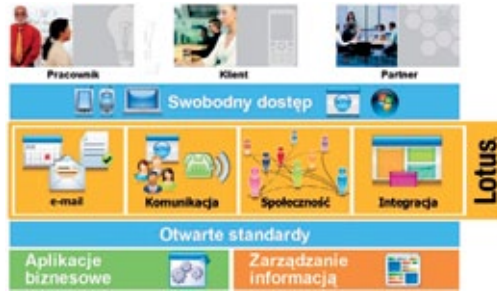 Pracownik
Klient
Partner
Swobodny dostęp
e-mail
Komunikacja
Społeczność
Integracja
Lotus
Otwarte standardy
Aplikacje
biznesowe
Zarządzanie
informacją